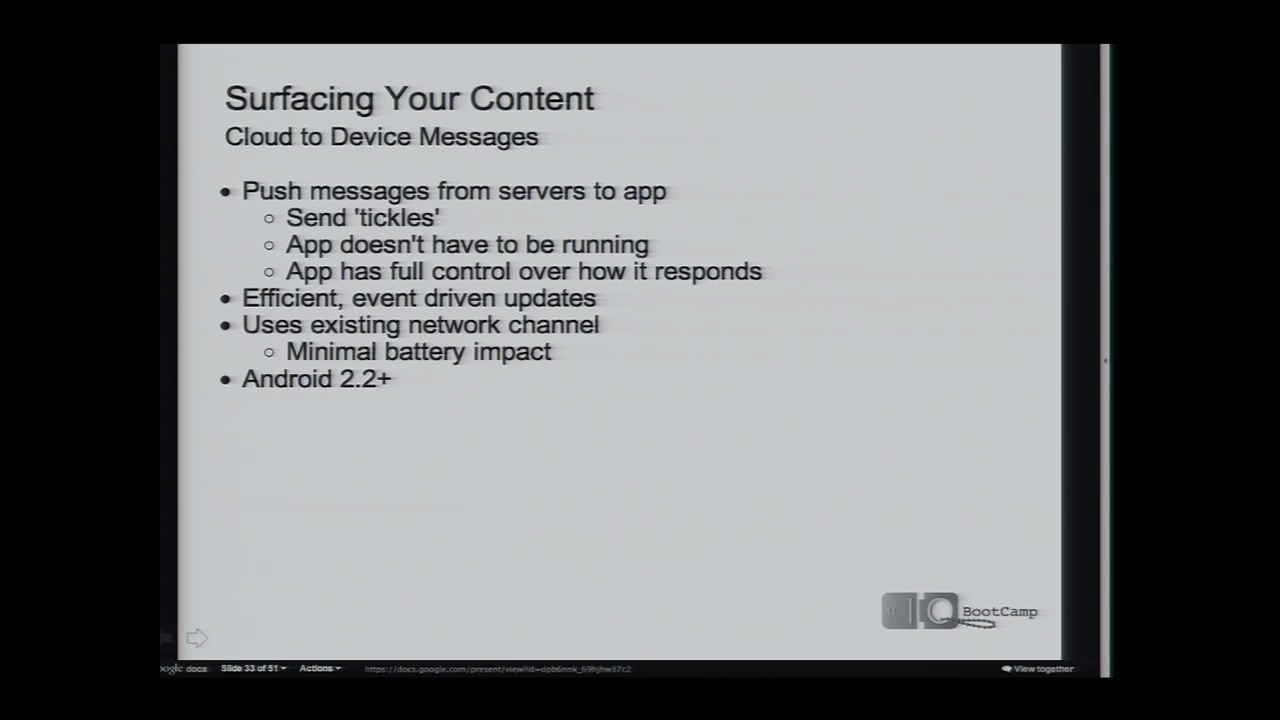 Surfacing Your Content
Cloud to Device Messages
• Push messages from servers to app
○ Send 'tickles'
○ App doesn't have to be running
○ App has full control over how it responds
• Efficient, event driven updates
• Uses existing network channel
○ Minimal battery impact
• Android 2.2+
BootCamp
docs Slide 33 of 51 Actions View together